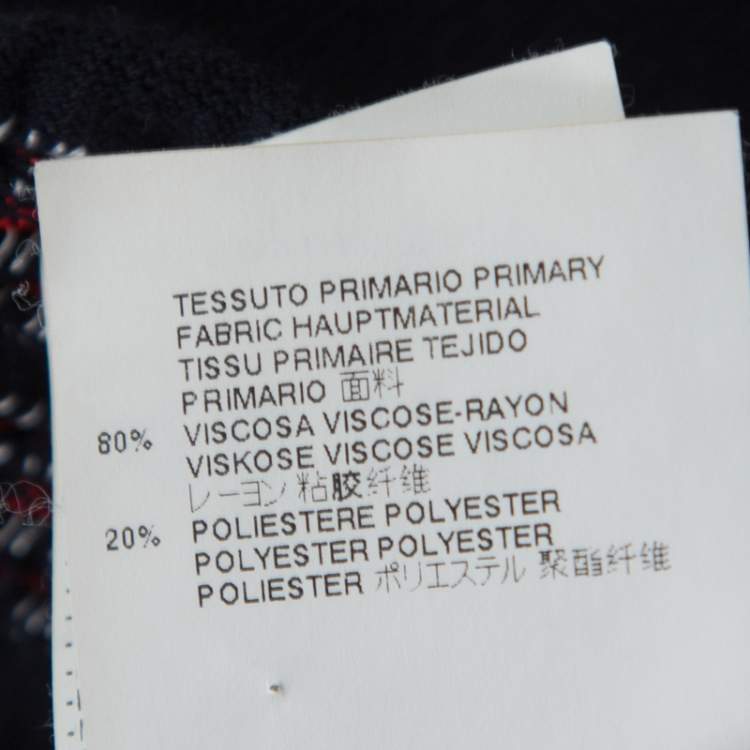 TESSUTO PRIMARIO PRIMARY
FABRIC HAUPTMATERIAL
TISSU PRIMAIRE TEJIDO
PRIMARIO 面料
80% VISCOSA VISCOSE-RAYON
VISKOSE VISCOSE VISCOSA
レーヨン 粘胶纤维
20% POLIESTERE POLYESTER
POLYESTER POLYESTER
POLIESTER ポリエステル 聚酯纤维